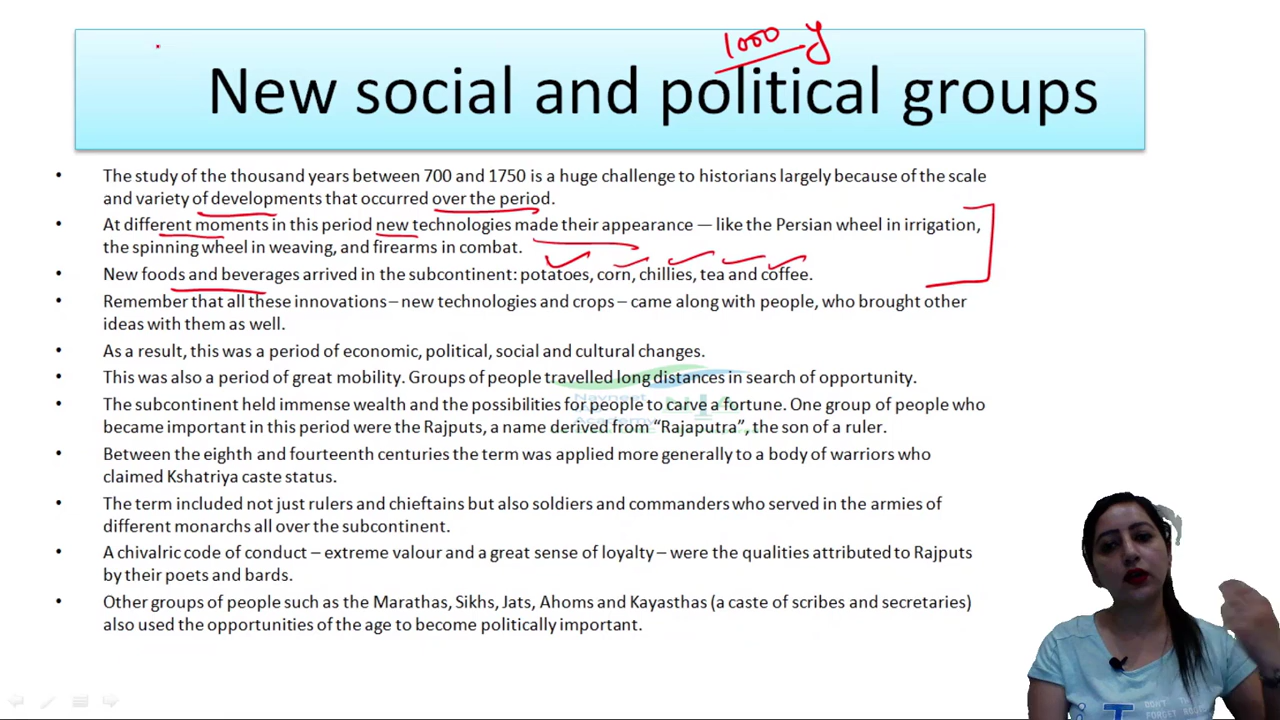 1000 y
New social and political groups
• The study of the thousand years between 700 and 1750 is a huge challenge to historians largely because of the scale
and variety of developments that occurred over the period.
• At different moments in this period new technologies made their appearance — like the Persian wheel in irrigation,
the spinning wheel in weaving, and firearms in combat.
• New foods and beverages arrived in the subcontinent: potatoes, corn, chillies, tea and coffee.
• Remember that all these innovations – new technologies and crops – came along with people, who brought other
ideas with them as well.
• As a result, this was a period of economic, political, social and cultural changes.
• This was also a period of great mobility. Groups of people travelled long distances in search of opportunity.
• The subcontinent held immense wealth and the possibilities for people to carve a fortune. One group of people who
became important in this period were the Rajputs, a name derived from “Rajaputra”, the son of a ruler.
• Between the eighth and fourteenth centuries the term was applied more generally to a body of warriors who
claimed Kshatriya caste status.
• The term included not just rulers and chieftains but also soldiers and commanders who served in the armies of
different monarchs all over the subcontinent.
• A chivalric code of conduct – extreme valour and a great sense of loyalty – were the qualities attributed to Rajputs
by their poets and bards.
• Other groups of people such as the Marathas, Sikhs, Jats, Ahoms and Kayasthas (a caste of scribes and secretaries)
also used the opportunities of the age to become politically important.
DON'T
FORGET